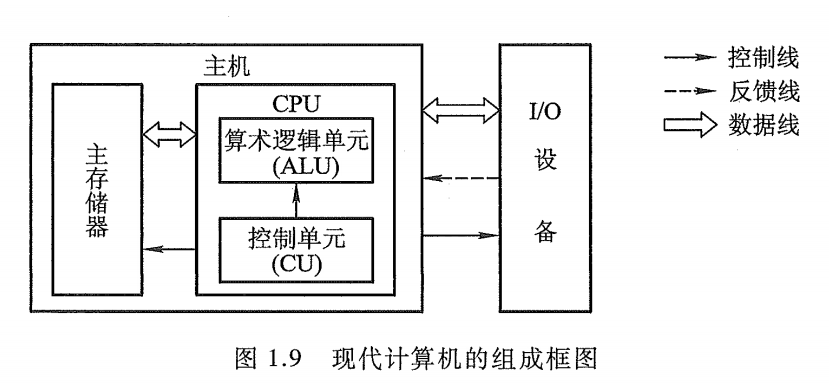 主机
CPU
算术逻辑单元
(ALU)
控制单元
(CU)
主存储器
I/O
设
备
控制线
反馈线
数据线
图 1.9 现代计算机的组成框图